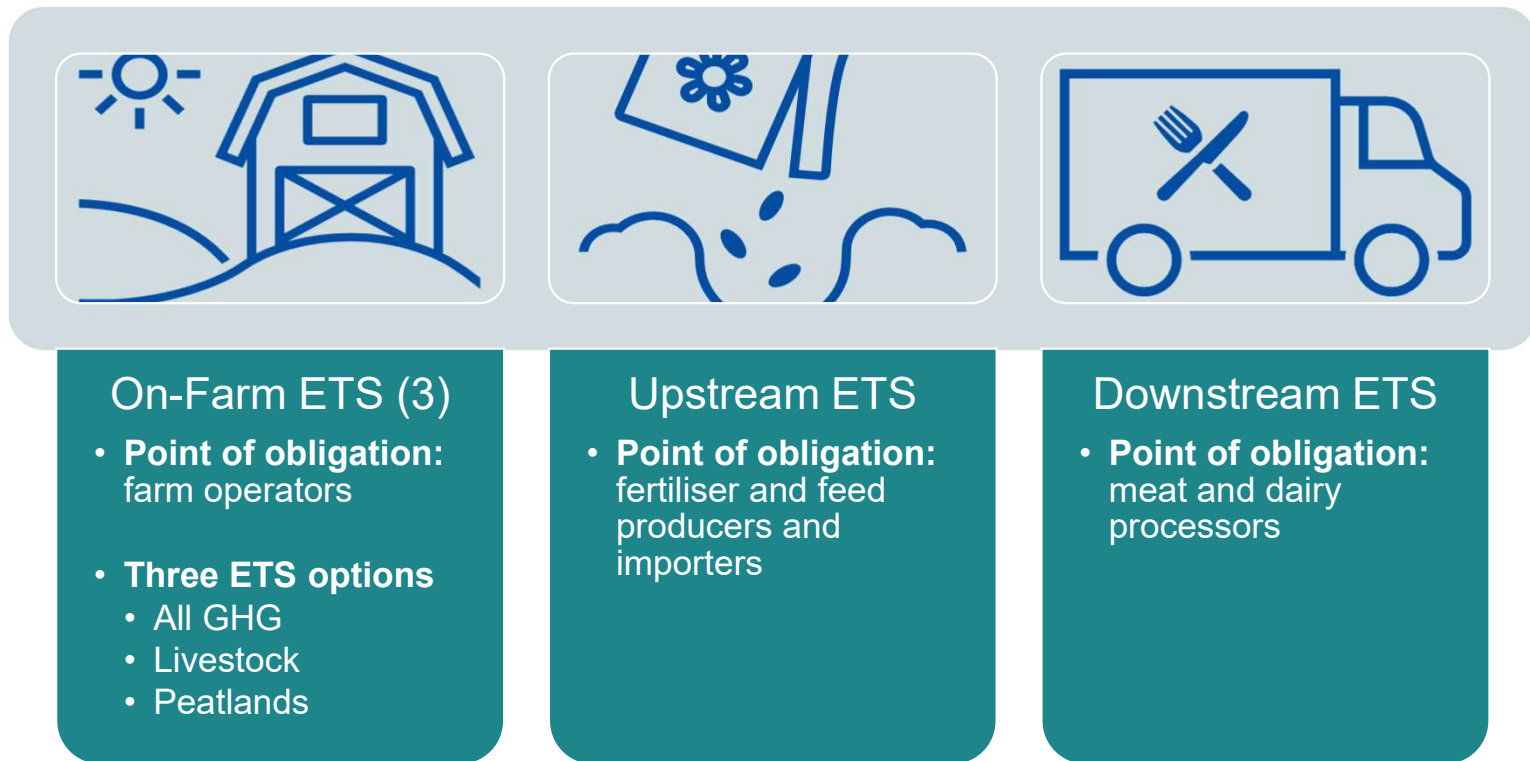 On-Farm ETS (3)
• Point of obligation:
farm operators
• Three ETS options
• All GHG
• Livestock
• Peatlands
Upstream ETS
• Point of obligation:
fertiliser and feed
producers and
importers
Downstream ETS
• Point of obligation:
meat and dairy
processors